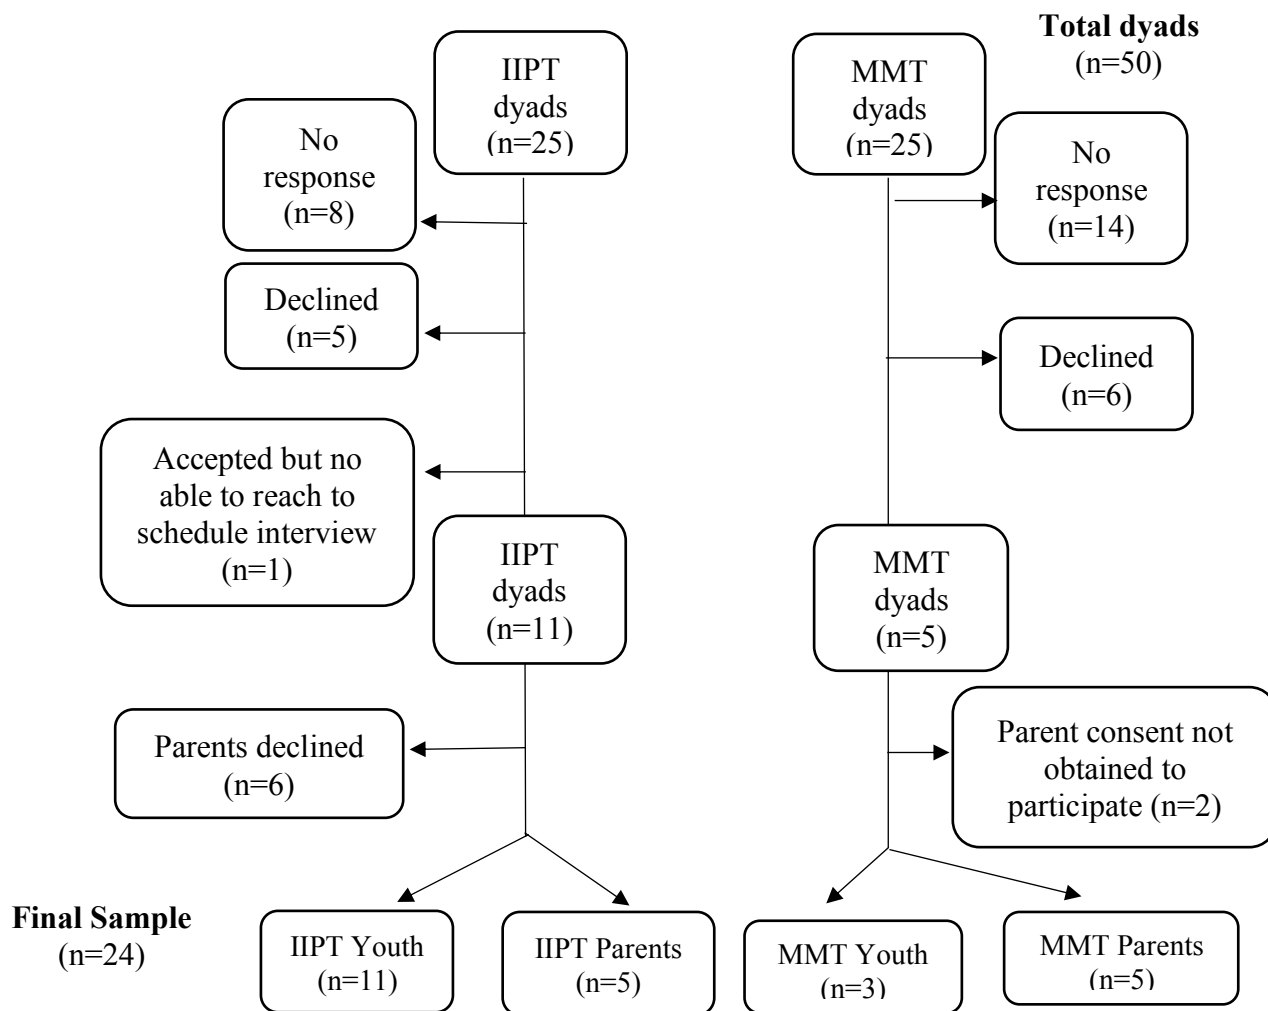 Total dyads
(n=50)
IIPT
dyads
(n=25)
MMT
dyads
(n=25)
No
response
(n=8)
No
response
(n=14)
Declined
(n=5)
Declined
(n=6)
Accepted but no
able to reach to
schedule interview
(n=1)
IIPT
dyads
(n=11)
MMT
dyads
(n=5)
Parents declined
(n=6)
Parent consent not
obtained to
participate (n=2)
Final Sample
(n=24)
IIPT Youth
(n=11)
IIPT Parents
(n=5)
MMT Youth
(n=3)
MMT Parents
(n=5)